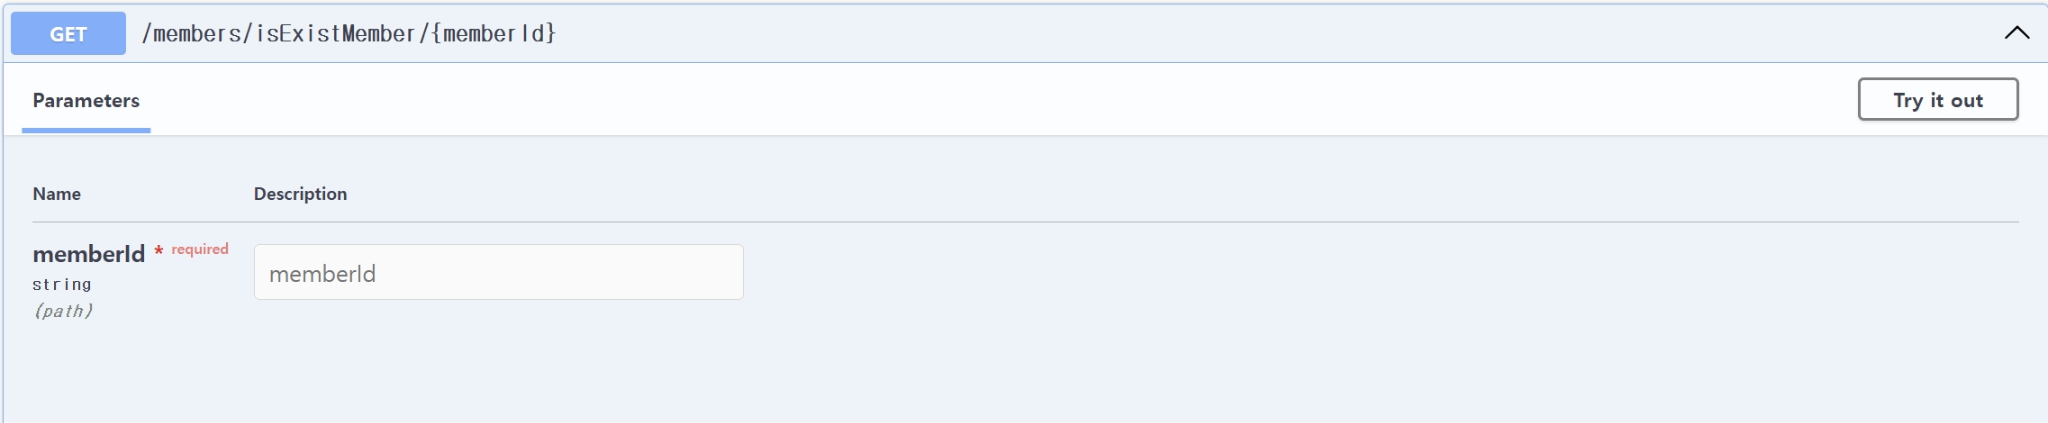 GET /members/isExistMember/{memberId}
Parameters
Try it out
Name Description
memberId * required
memberId
string
(path)